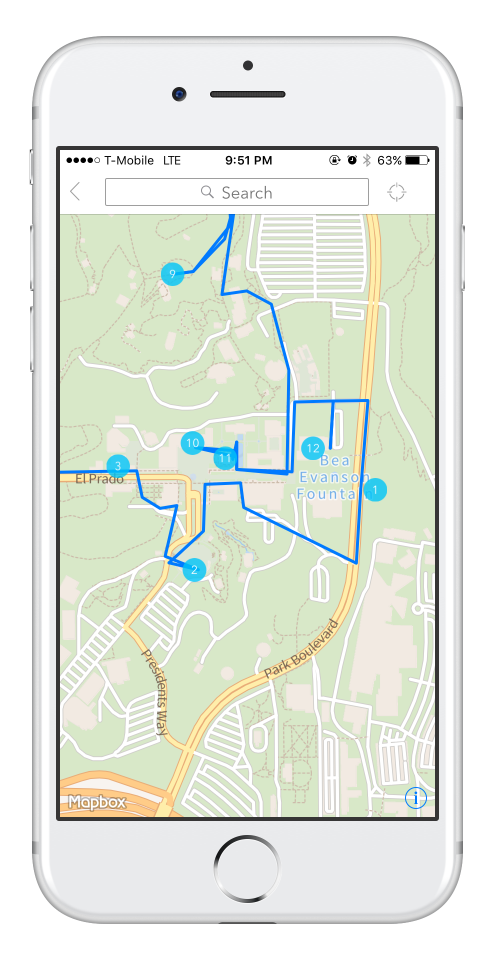 T-Mobile LTE 9:51 PM 63%
Search
9
10
11
12
Bea
Evanson
Founta
1
3
El Prado
2
Park Boulevard
Presidents Way
Mapbox
i